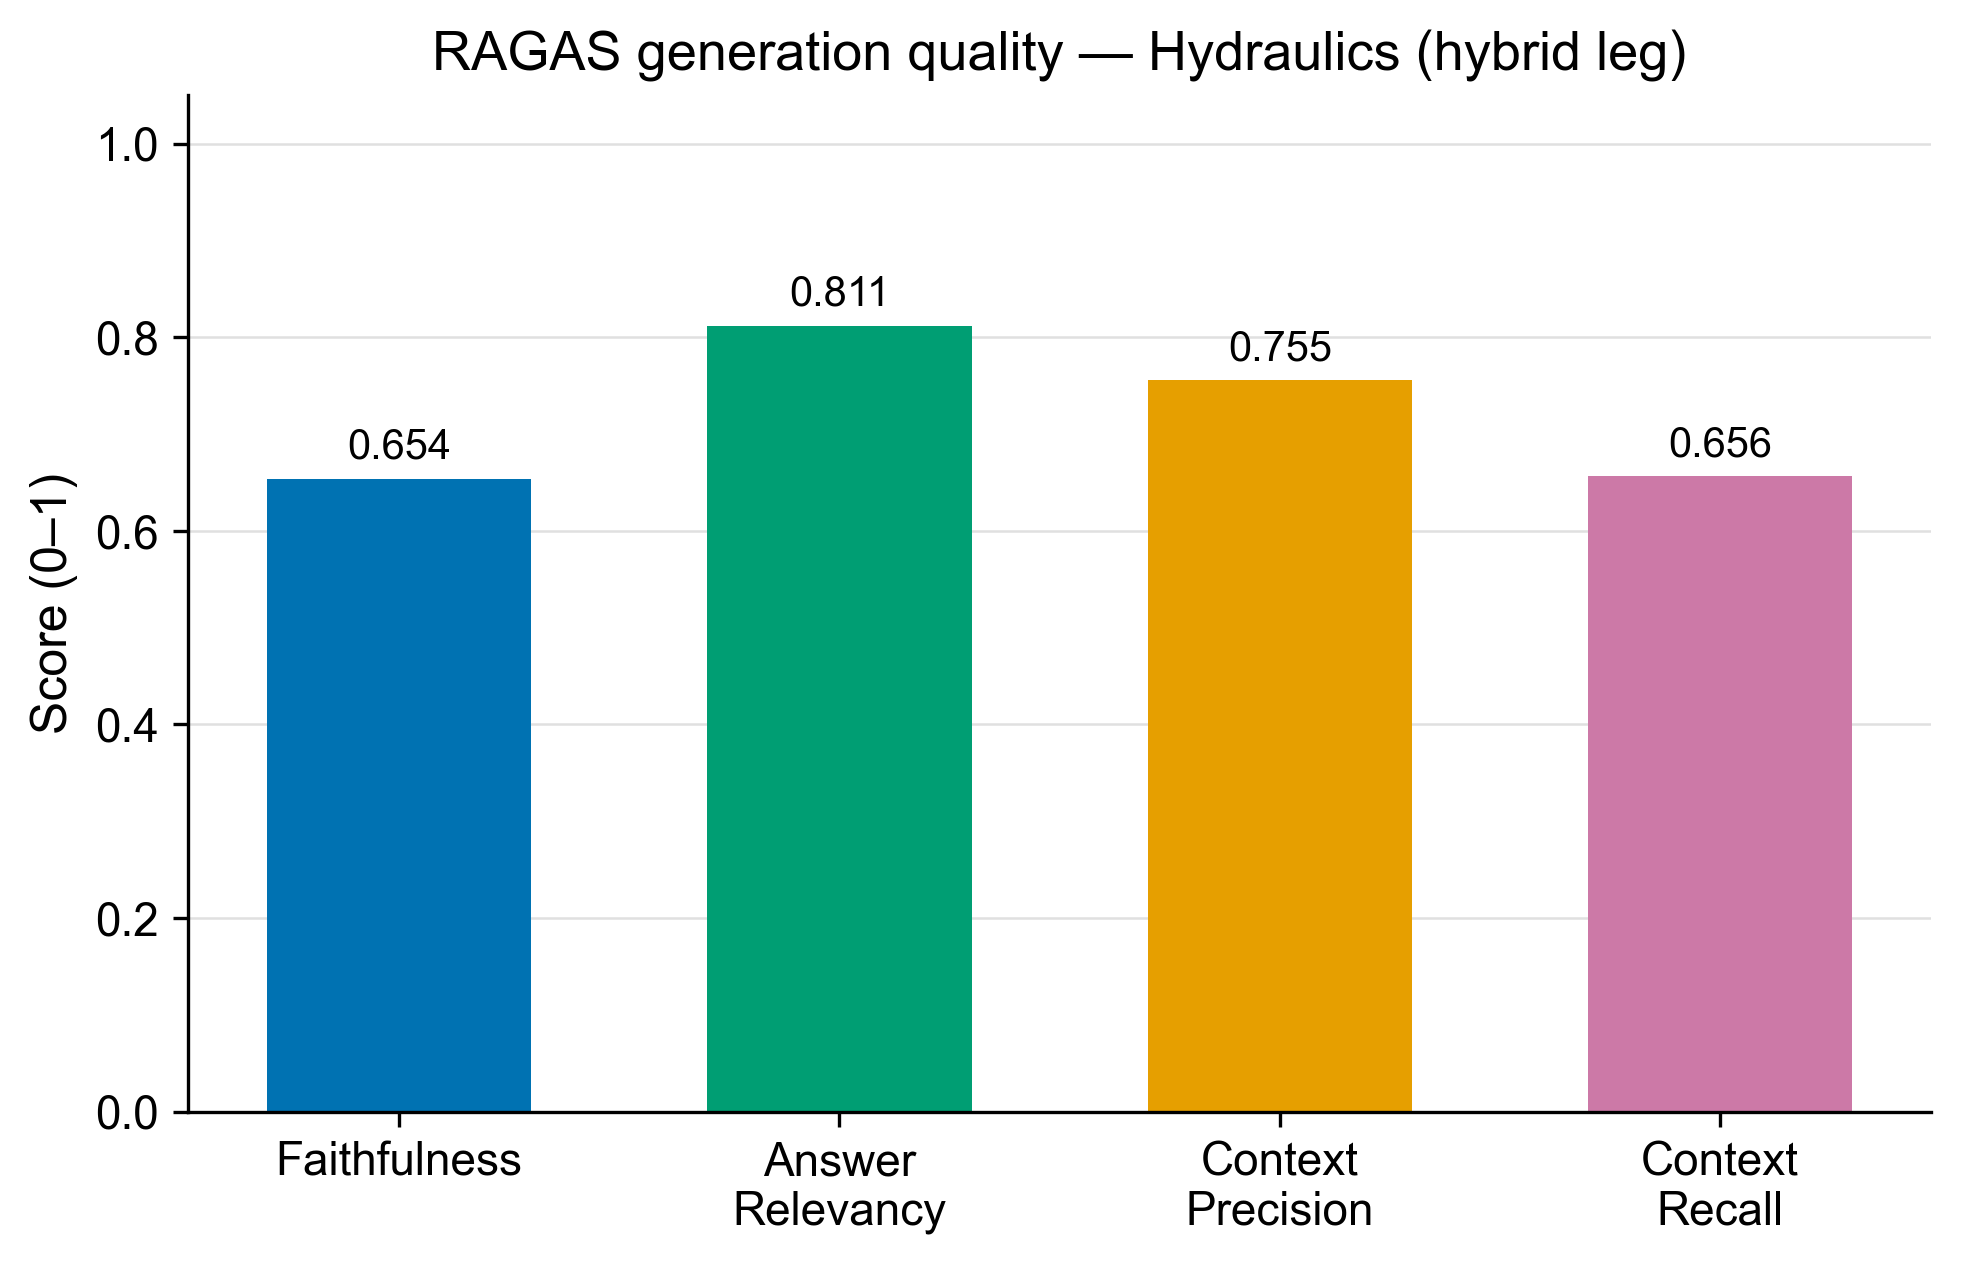 RAGAS generation quality — Hydraulics (hybrid leg)
Score (0–1)
1.0
0.8
0.6
0.4
0.2
0.0
0.654
0.811
0.755
0.656
Faithfulness
Answer
Relevancy
Context
Precision
Context
Recall